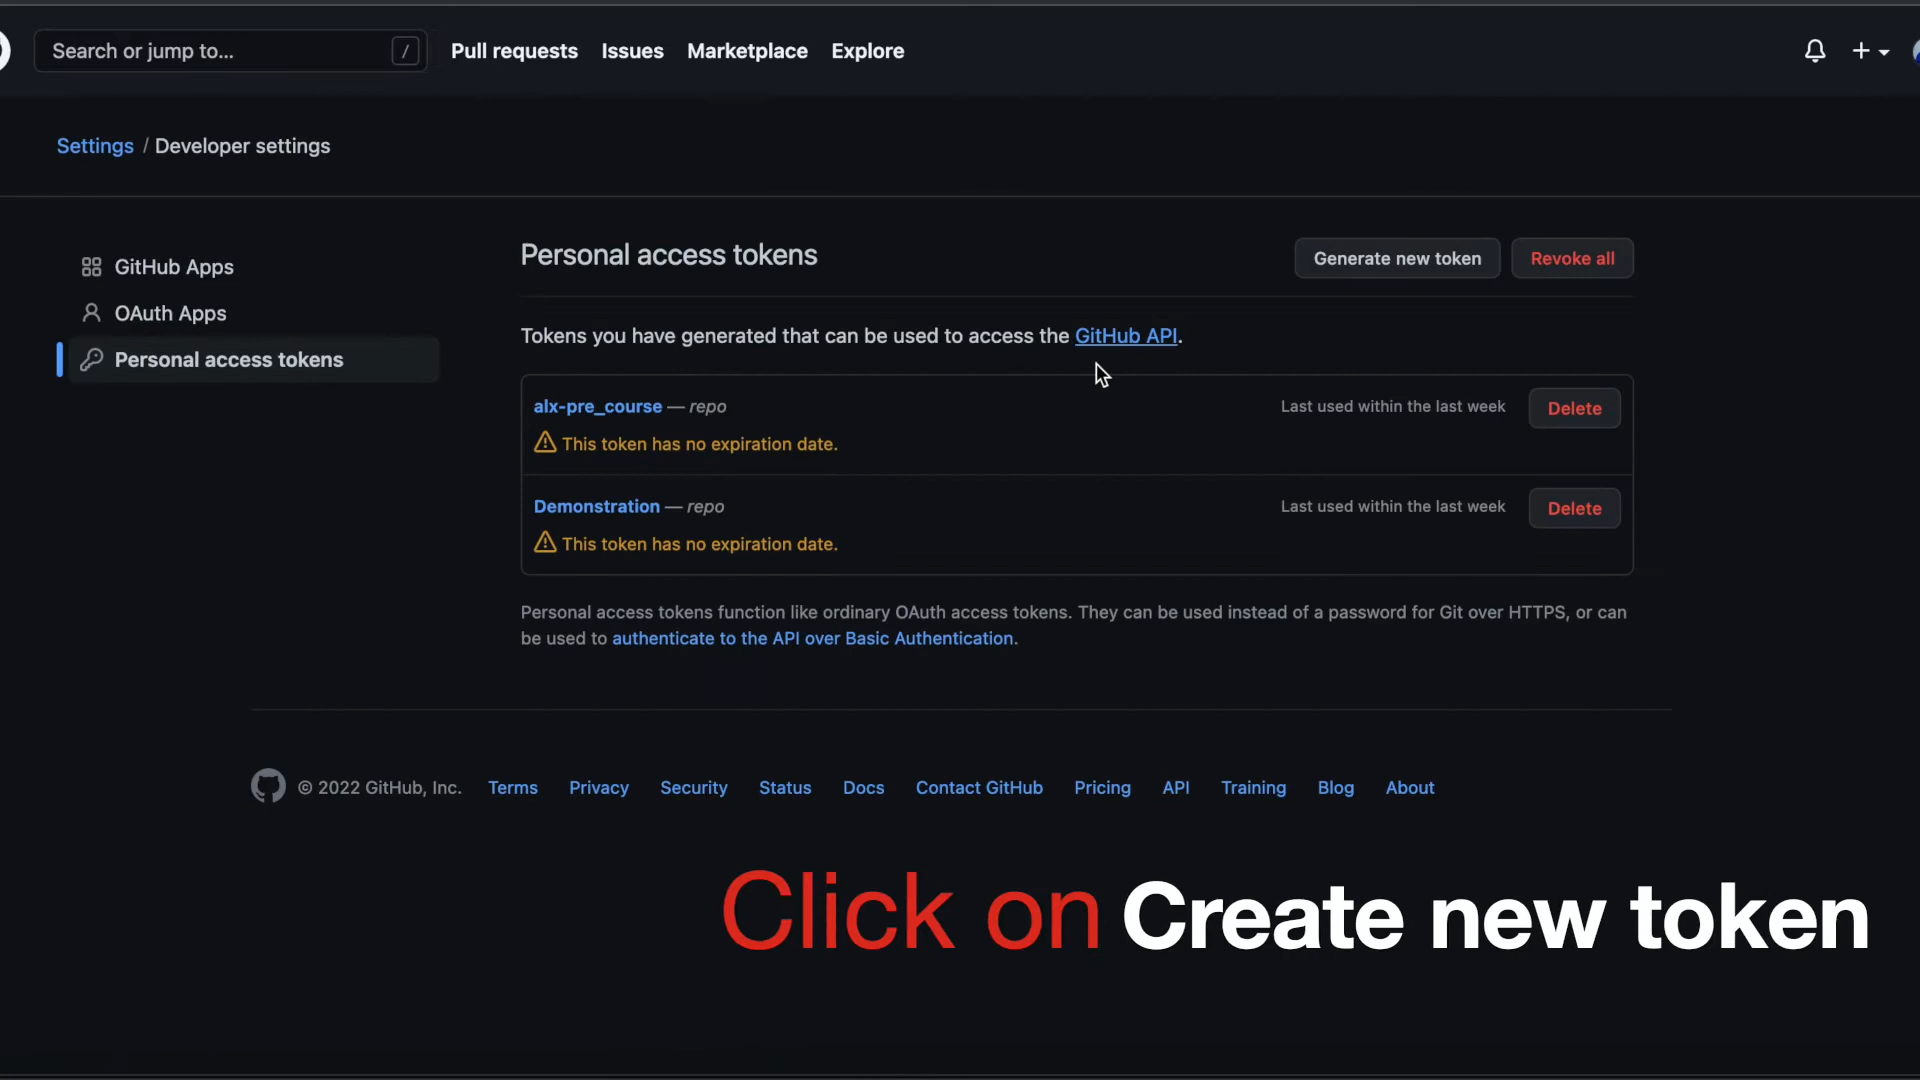 Search or jump to... /
Pull requests Issues Marketplace Explore
Settings / Developer settings
GitHub Apps
OAuth Apps
Personal access tokens
Personal access tokens
Generate new token
Revoke all
Tokens you have generated that can be used to access the GitHub API.
alx-pre_course — repo
Last used within the last week
Delete
This token has no expiration date.
Demonstration — repo
Last used within the last week
Delete
This token has no expiration date.
Personal access tokens function like ordinary OAuth access tokens. They can be used instead of a password for Git over HTTPS, or can
be used to authenticate to the API over Basic Authentication.
© 2022 GitHub, Inc. Terms Privacy Security Status Docs Contact GitHub Pricing API Training Blog About
Click on Create new token